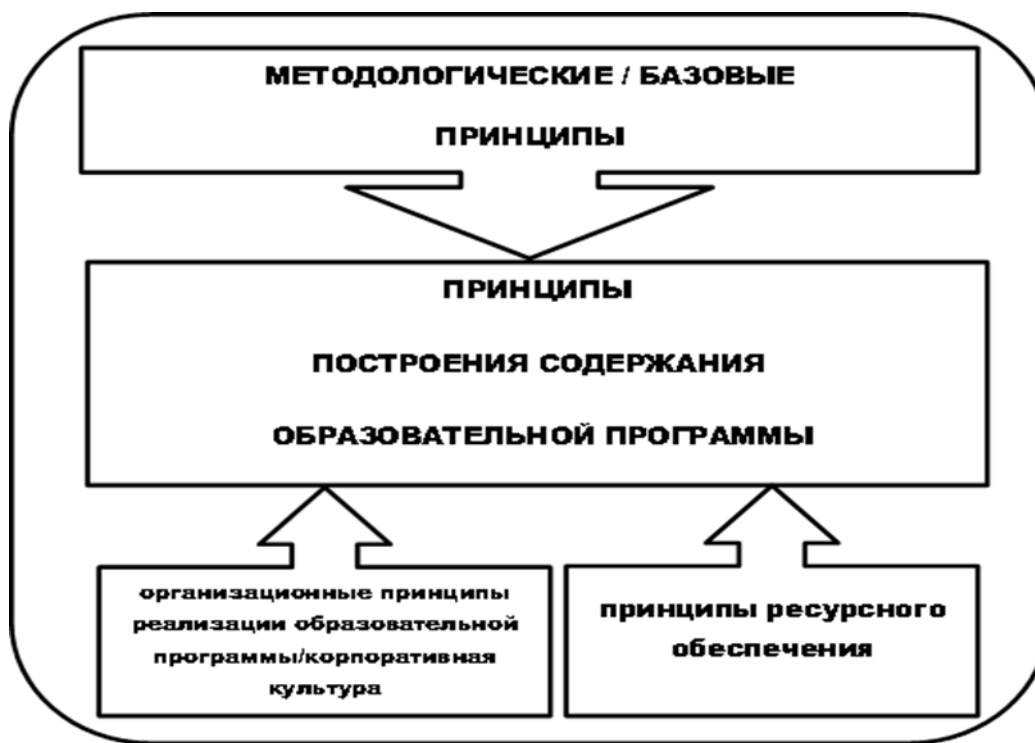 МЕТОДОЛОГИЧЕСКИЕ / БАЗОВЫЕ
ПРИНЦИПЫ
ПРИНЦИПЫ
ПОСТРОЕНИЯ СОДЕРЖАНИЯ
ОБРАЗОВАТЕЛЬНОЙ ПРОГРАММЫ
организационные принципы
реализации образовательной
программы/корпоративная
культура
принципы ресурсного
обеспечения